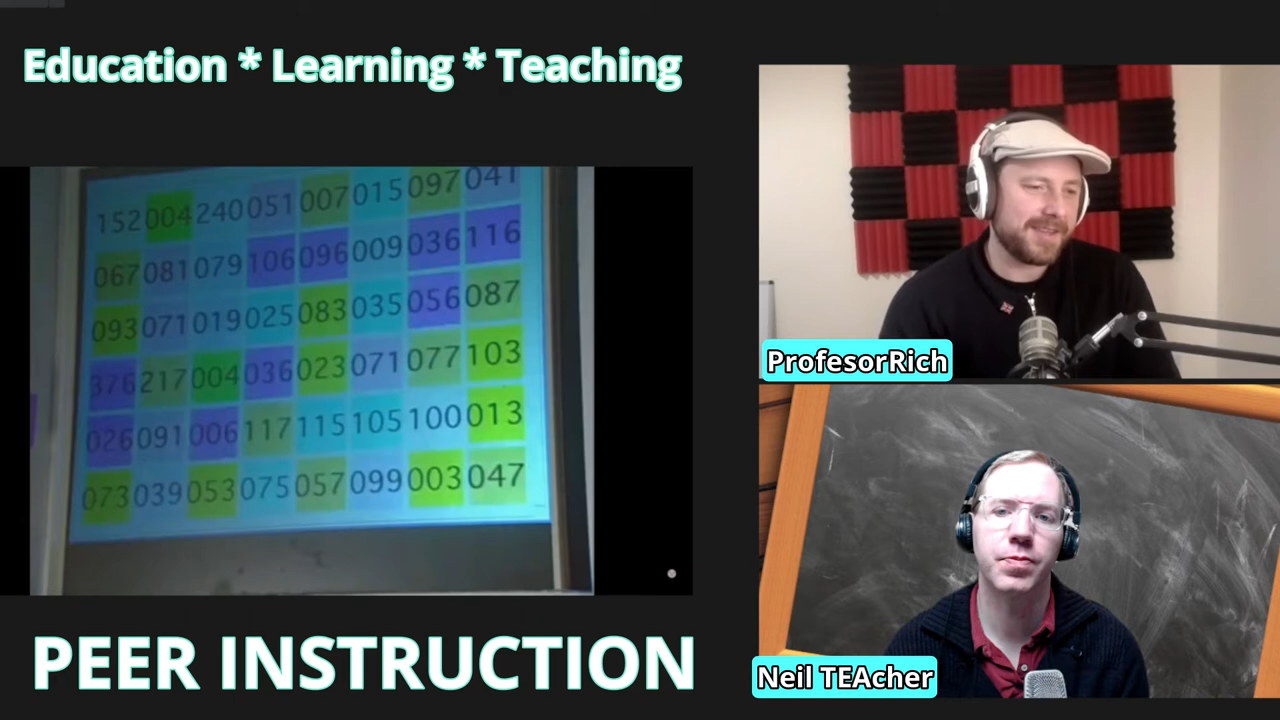 Education * Learning * Teaching
152 004 240 051 007 015 097 041
067 081 079 106 096 009 036 116
093 071 019 025 083 035 056 087
376 217 004 036 023 071 077 103
026 091 006 117 115 105 100 013
073 039 053 075 057 099 003 047
PEER INSTRUCTION
ProfesorRich
Neil TEAcher